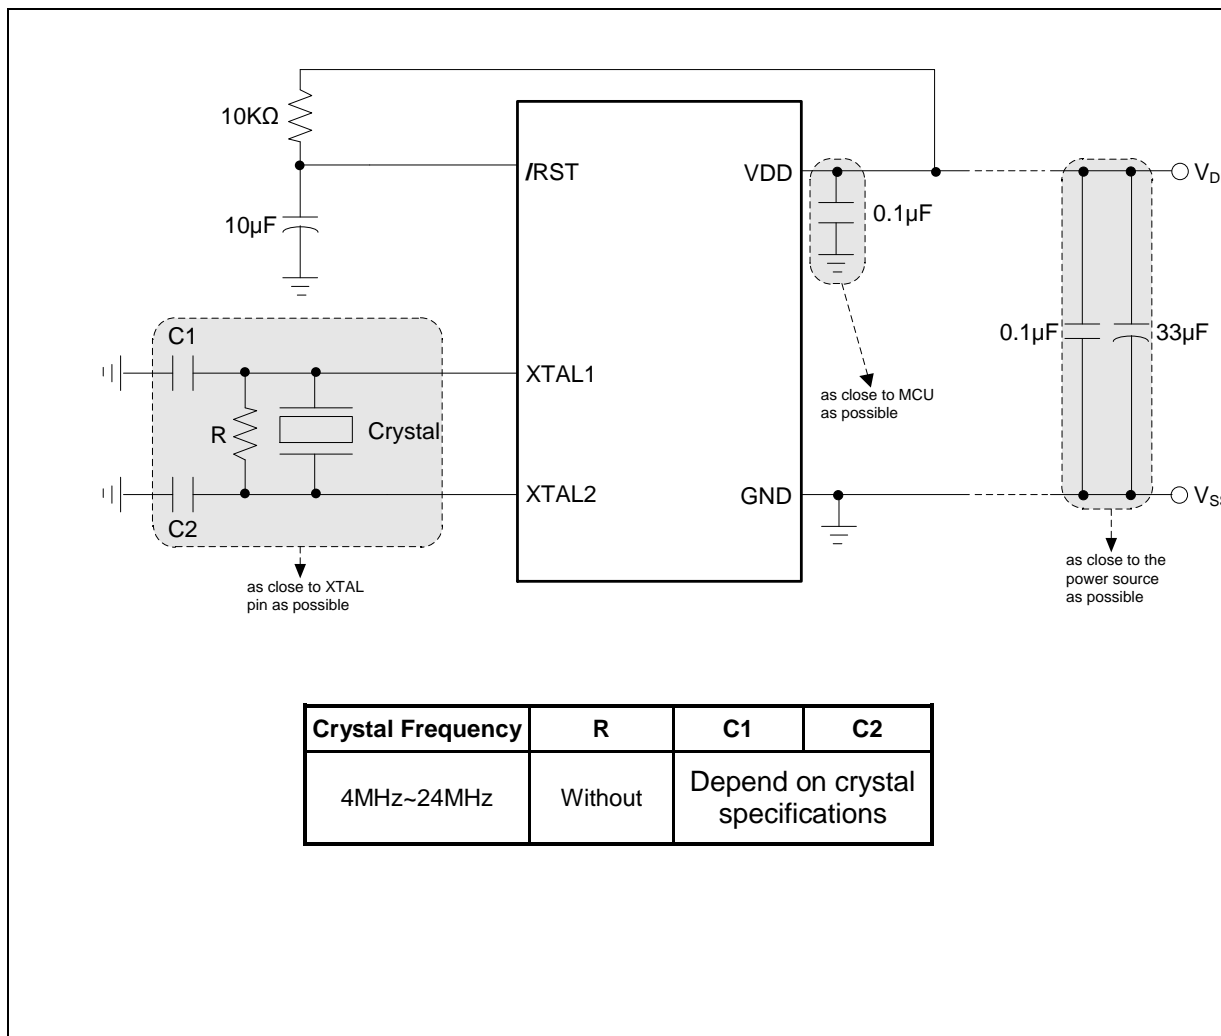 10KΩ
/RST
VDD
0.1µF
V
10µF
C1
0.1µF
33µF
XTAL1
as close to MCU
as possible
R
Crystal
XTAL2
GND
C2
as close to XTAL
pin as possible
as close to the
power source
as possible
Crystal Frequency R C1 C2
4MHz~24MHz Without Depend on crystal
specifications